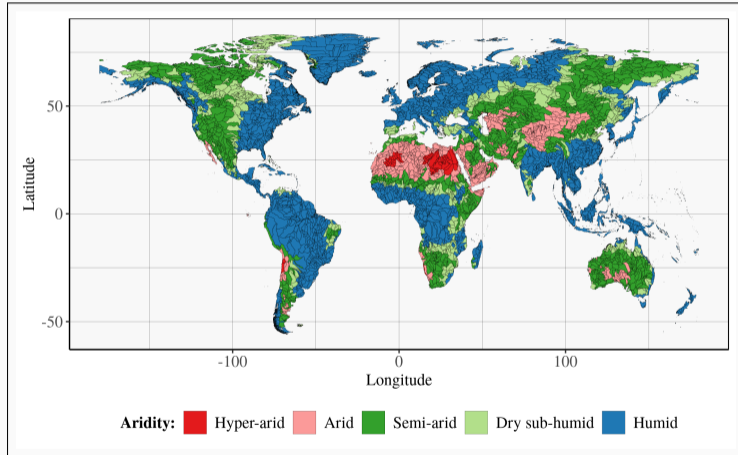 50
0
-50
Latitude
-100 0 100
Longitude
Aridity: Hyper-arid Arid Semi-arid Dry sub-humid Humid